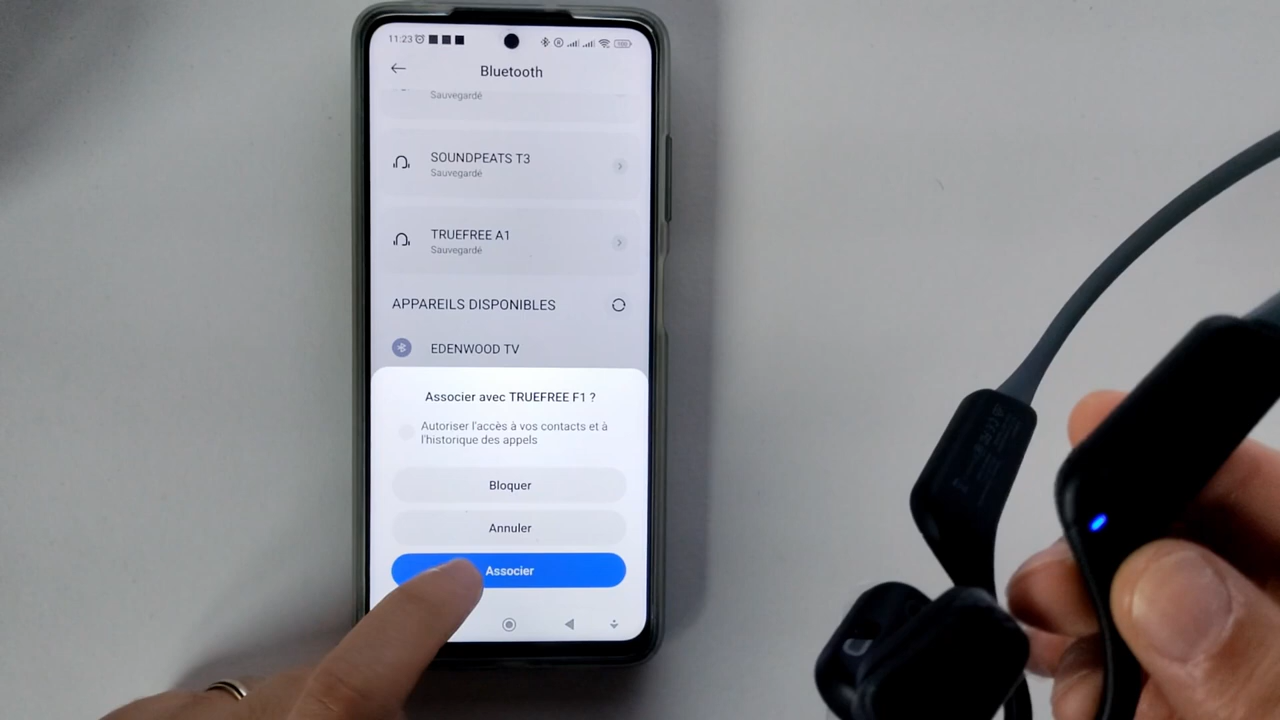 11:23
Bluetooth
Sauvegardé
SOUNDPEATS T3
Sauvegardé
TRUEFREE A1
Sauvegardé
APPAREILS DISPONIBLES
EDENWOOD TV
Associer avec TRUEFREE F1 ?
Autoriser l'accès à vos contacts et à
l'historique des appels
Bloquer
Annuler
Associer